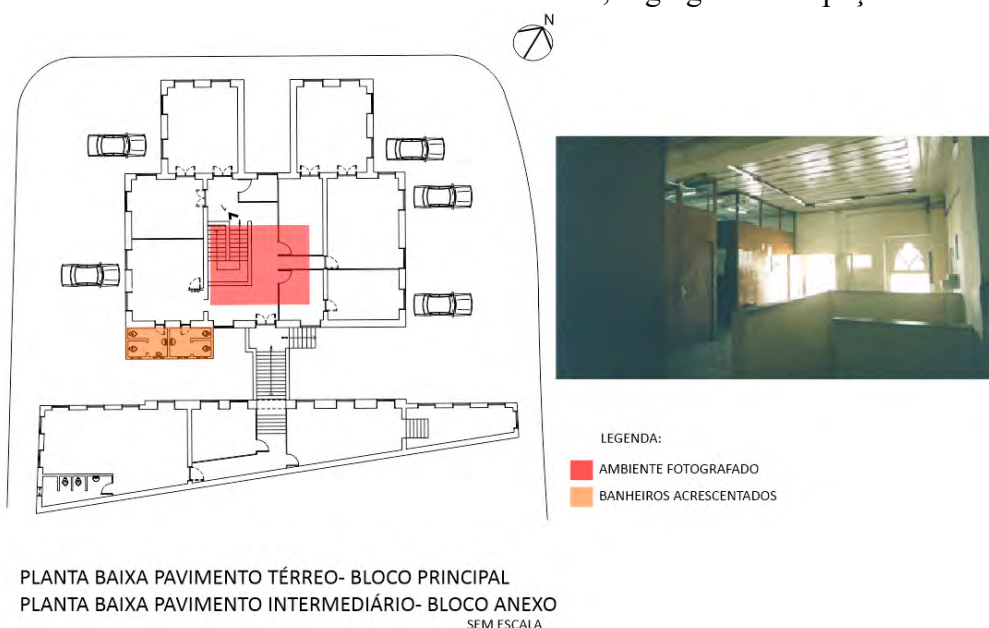 N
LEGENDA:
AMBIENTE FOTOGRAFADO
BANHEIROS ACRESCENTADOS
PLANTA BAIXA PAVIMENTO TÉRREO- BLOCO PRINCIPAL
PLANTA BAIXA PAVIMENTO INTERMEDIÁRIO- BLOCO ANEXO
SEM ESCALA